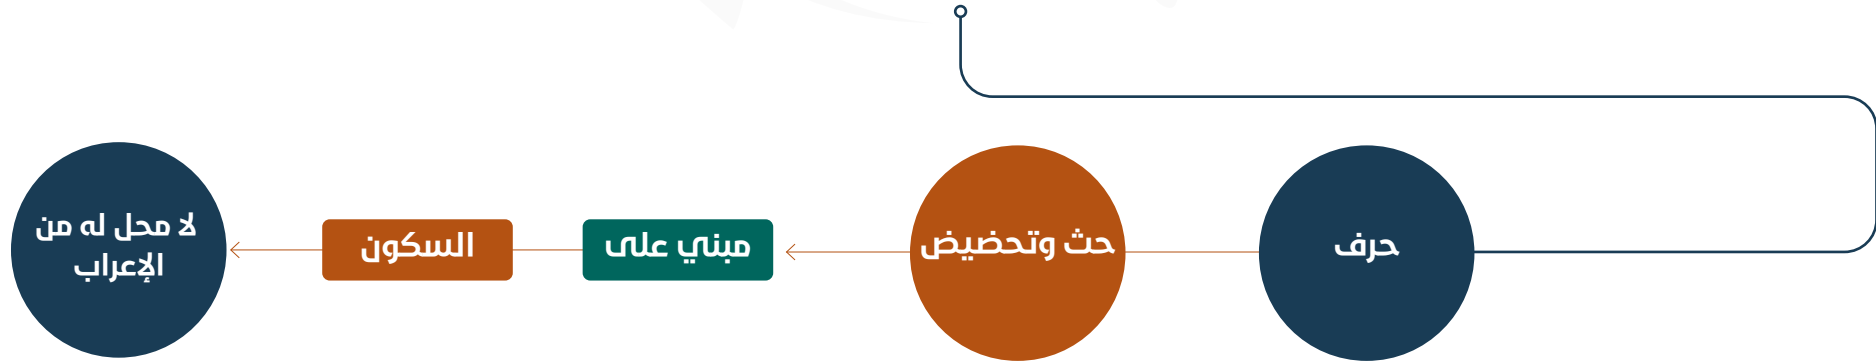 حرف
حث وتحضيض
مبني على
السكون
لا محل له من
الإعراب